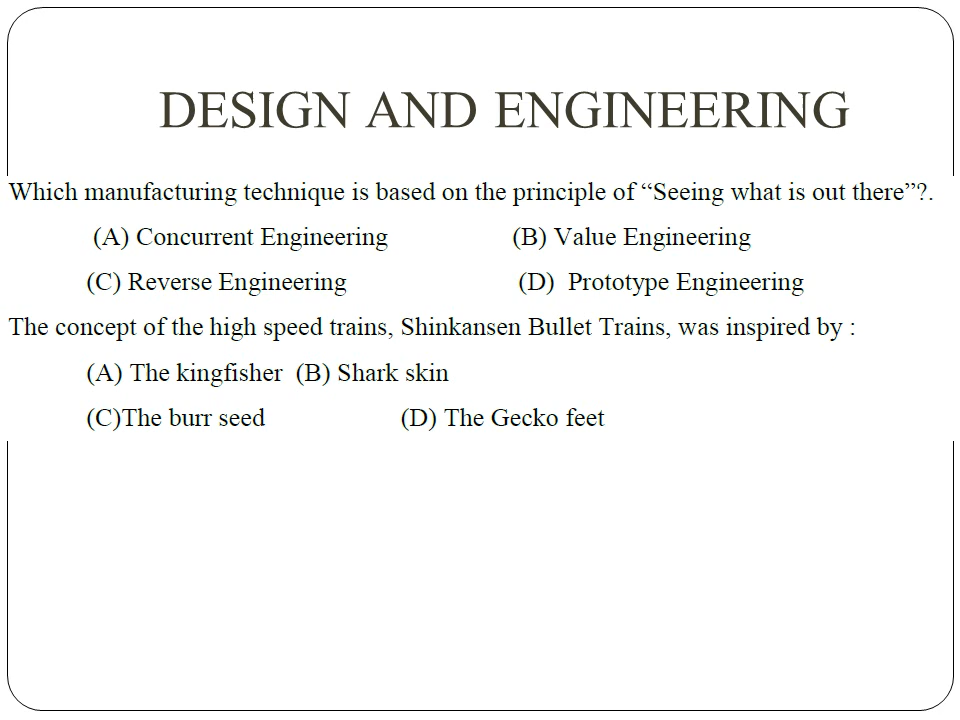 DESIGN AND ENGINEERING
Which manufacturing technique is based on the principle of “Seeing what is out there”?.
(A) Concurrent Engineering (B) Value Engineering
(C) Reverse Engineering (D) Prototype Engineering
The concept of the high speed trains, Shinkansen Bullet Trains, was inspired by :
(A) The kingfisher (B) Shark skin
(C)The burr seed (D) The Gecko feet